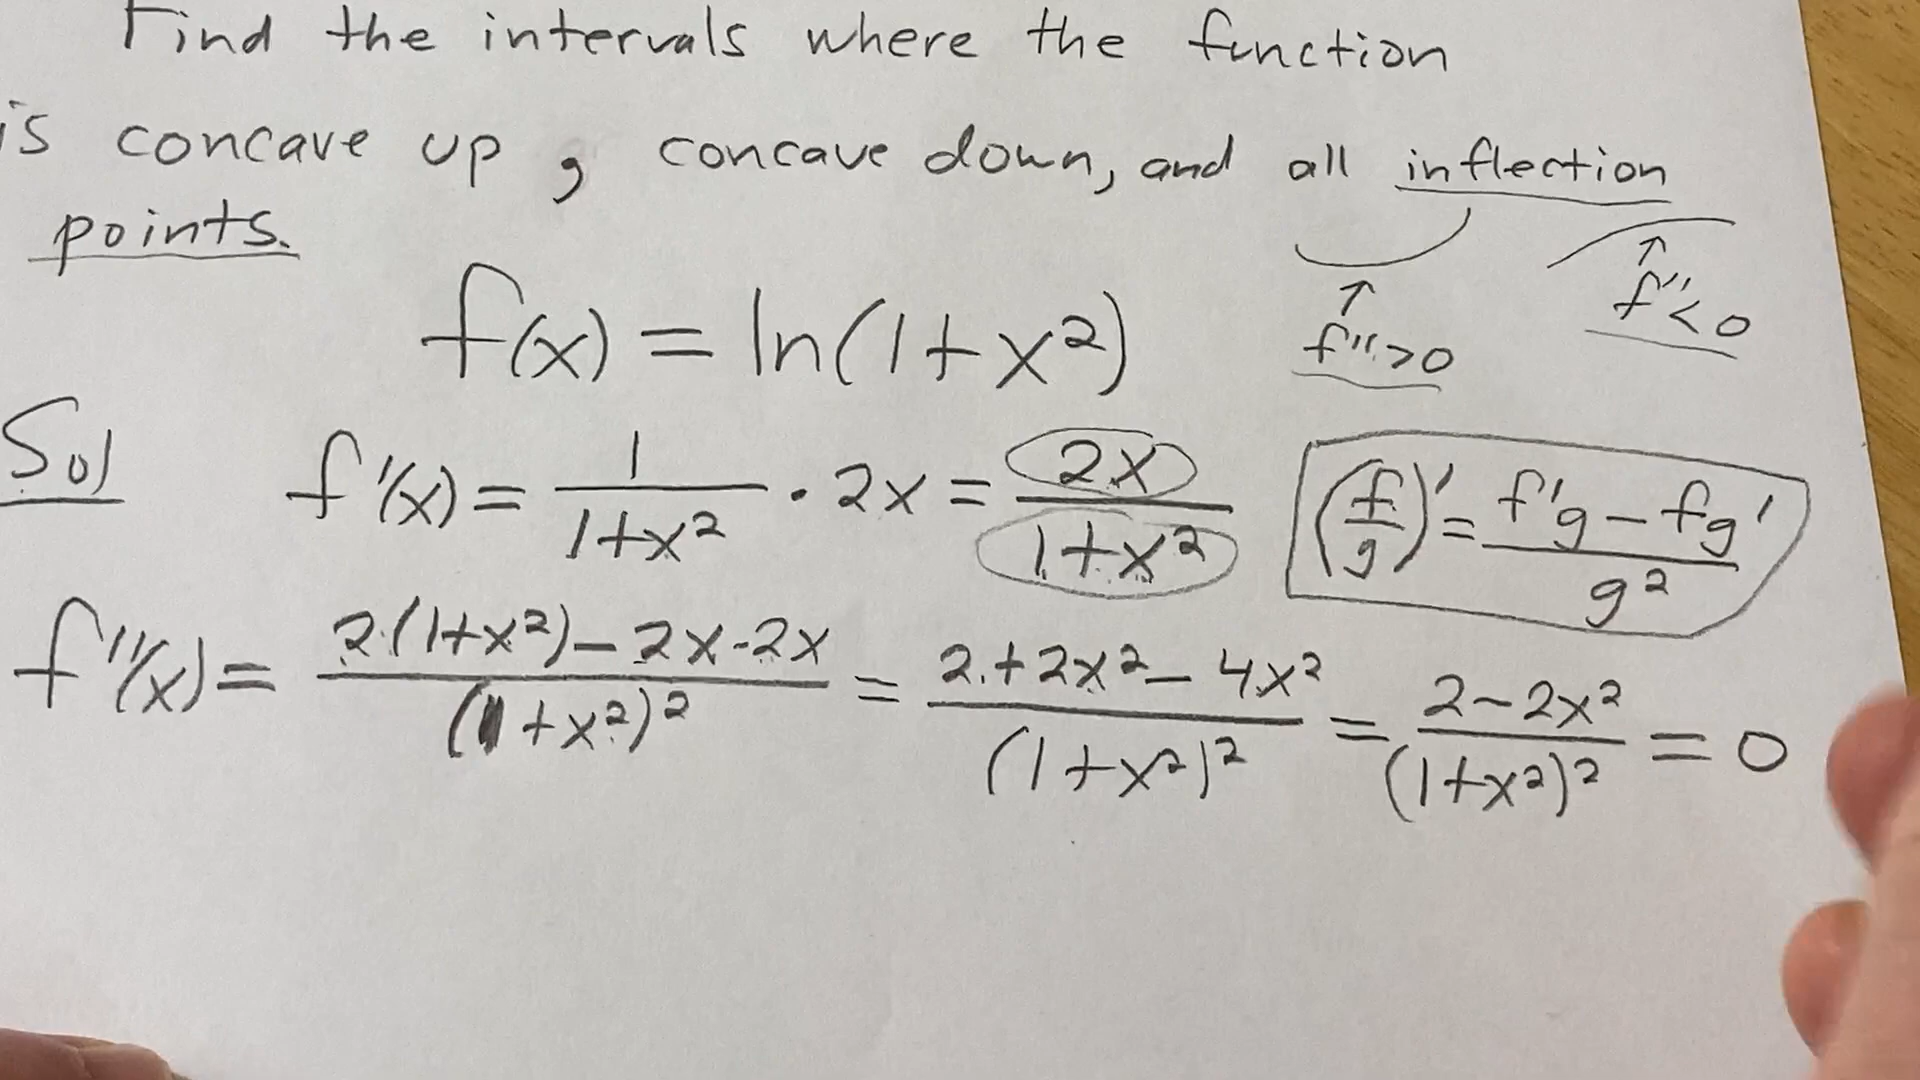 Find the intervals where the function
is concave up, concave down, and all inflection
points.
f''>0
f''<0
f(x) = ln(1+x²)
Sol
f'(x) = 1/(1+x²) · 2x = 2x/(1+x²)
(f/g)' = (f'g - fg')/g²
f''(x) = (2·(1+x²) - 2x·2x)/(1+x²)² = (2+2x² - 4x²)/(1+x²)² = (2-2x²)/(1+x²)² = 0